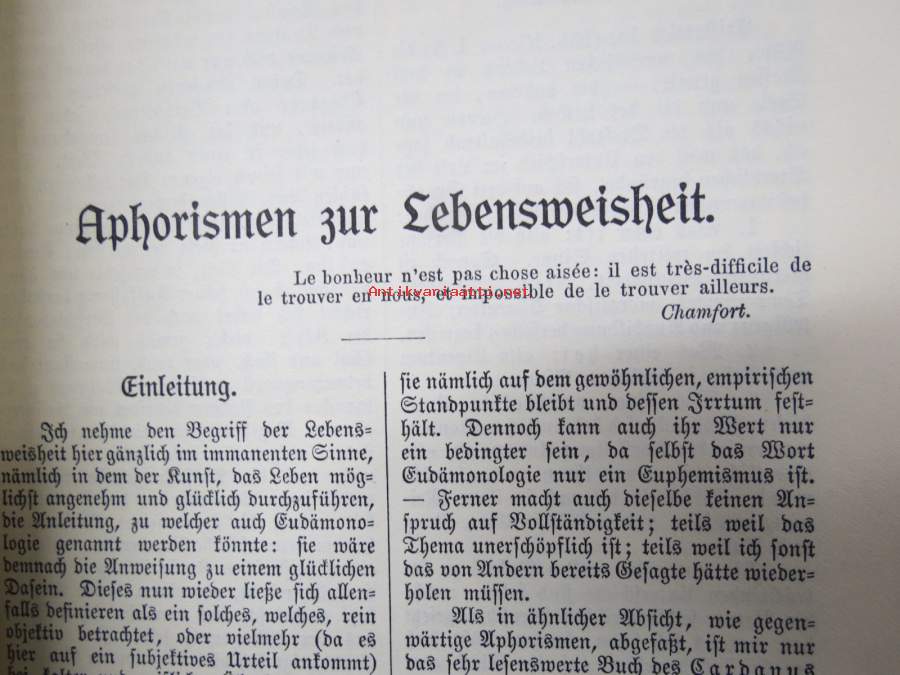 Aphorismen zur Lebensweisheit.
Le bonheur n'est pas chose aisée: il est très-difficile de
le trouver en nous, et impossible de le trouver ailleurs.
Antikvariaatti.net
Chamfort.
Einleitung.
Ich nehme den Begriff der Lebens=
weisheit hier gänzlich im immanenten Sinne,
nämlich in dem der Kunst, das Leben mög=
lichst angenehm und glücklich durchzuführen,
die Anleitung, zu welcher auch Eudämono=
logie genannt werden könnte: sie wäre
demnach die Anweisung zu einem glücklichen
Dasein. Dieses nun wieder ließe sich allen=
falls definieren als ein solches, welches, rein
objektiv betrachtet, oder vielmehr (da es
hier auf ein subjektives Urteil ankommt)
sie nämlich auf dem gewöhnlichen, empirischen
Standpunkte bleibt und dessen Irrtum fest=
hält. Dennoch kann auch ihr Wert nur
ein bedingter sein, da selbst das Wort
Eudämonologie nur ein Euphemismus ist.
— Ferner macht auch dieselbe keinen An=
spruch auf Vollständigkeit; teils weil das
Thema unerschöpflich ist; teils weil ich sonst
das von Andern bereits Gesagte hätte wieder=
holen müssen.
Als in ähnlicher Absicht, wie gegen=
wärtige Aphorismen, abgefaßt, ist mir nur
das sehr lesenswerte Buch des Cardanus